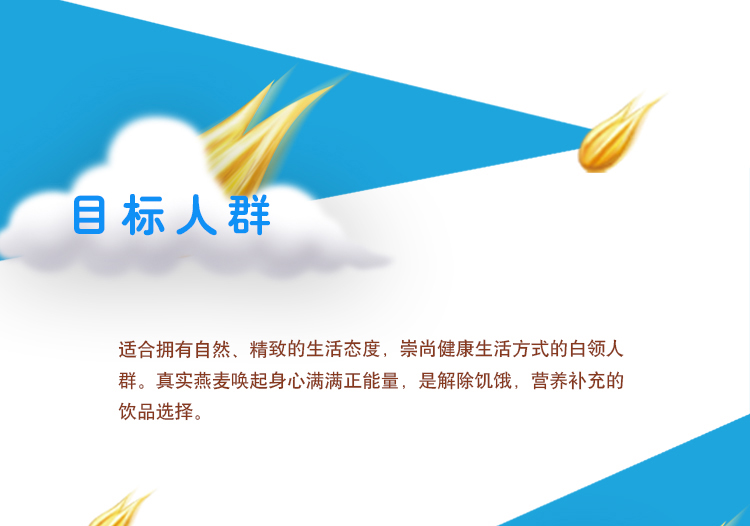 目标人群
适合拥有自然、精致的生活态度，崇尚健康生活方式的白领人
群。真实燕麦唤起身心满满正能量，是解除饥饿，营养补充的
饮品选择。